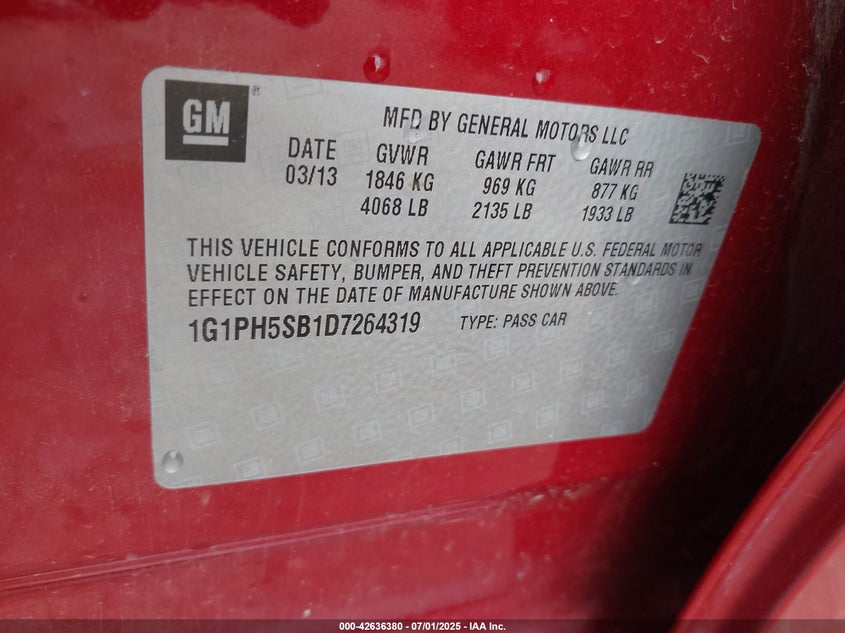 GM®
MFD BY GENERAL MOTORS LLC
DATE GVWR GAWR FRT GAWR RR
03/13 1846 KG 969 KG 877 KG
4068 LB 2135 LB 1933 LB
THIS VEHICLE CONFORMS TO ALL APPLICABLE U.S. FEDERAL MOTOR
VEHICLE SAFETY, BUMPER, AND THEFT PREVENTION STANDARDS IN
EFFECT ON THE DATE OF MANUFACTURE SHOWN ABOVE.
1G1PH5SB1D7264319 TYPE: PASS CAR
000-42636380 - 07/01/2025 - IAA Inc.